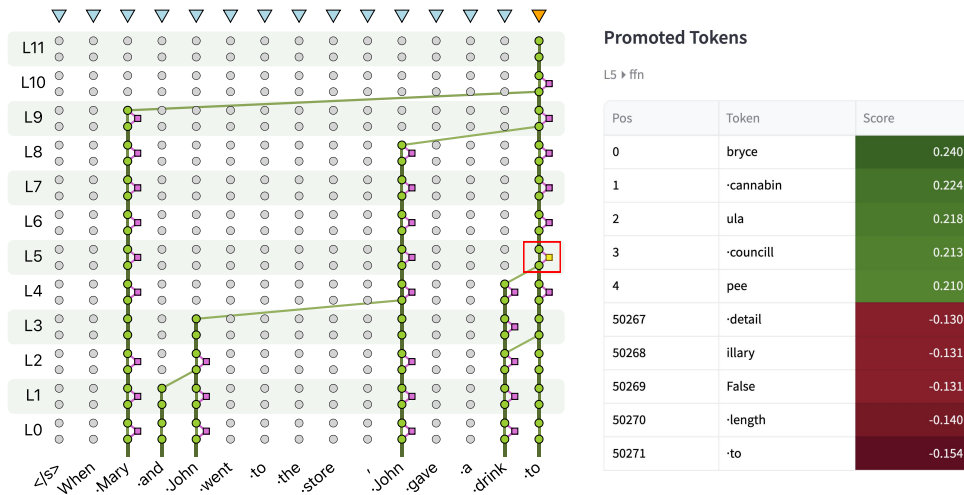 L11
L10
L9
L8
L7
L6
L5
L4
L3
L2
L1
L0
</s> When ·Mary ·and ·John ·went ·to ·the ·store , ·John ·gave ·a ·drink ·to
Promoted Tokens
L5 ▸ ffn
Pos Token Score
0 bryce 0.240
1 ·cannabin 0.224
2 ula 0.218
3 ·councill 0.213
4 pee 0.210
50267 ·detail -0.130
50268 illary -0.131
50269 False -0.131
50270 ·length -0.140
50271 ·to -0.154